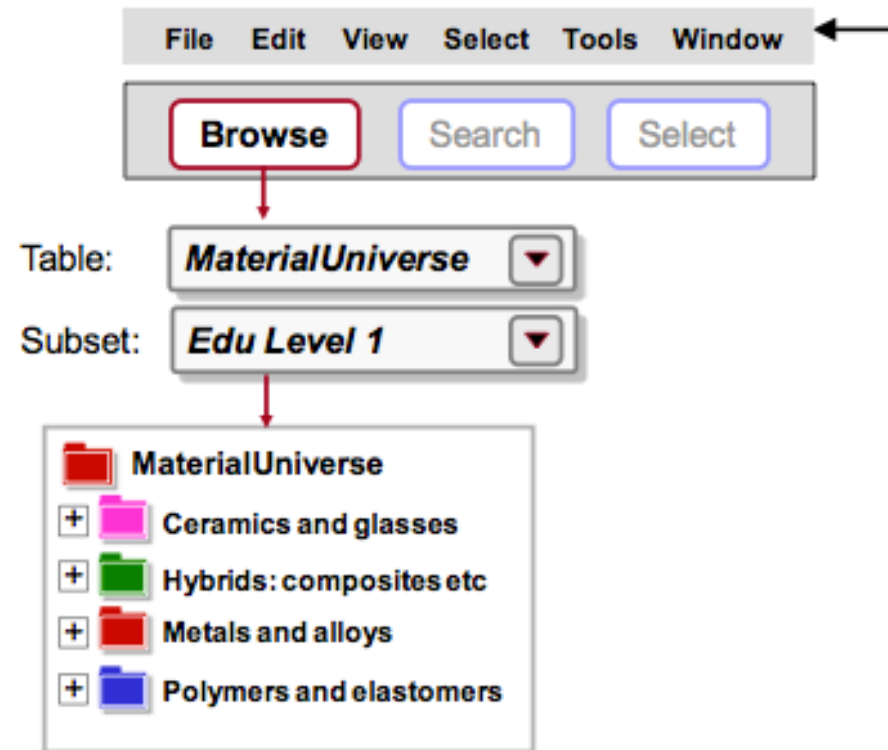 File Edit View Select Tools Window
Browse Search Select
Table: MaterialUniverse
Subset: Edu Level 1
MaterialUniverse
Ceramics and glasses
Hybrids: composites etc
Metals and alloys
Polymers and elastomers